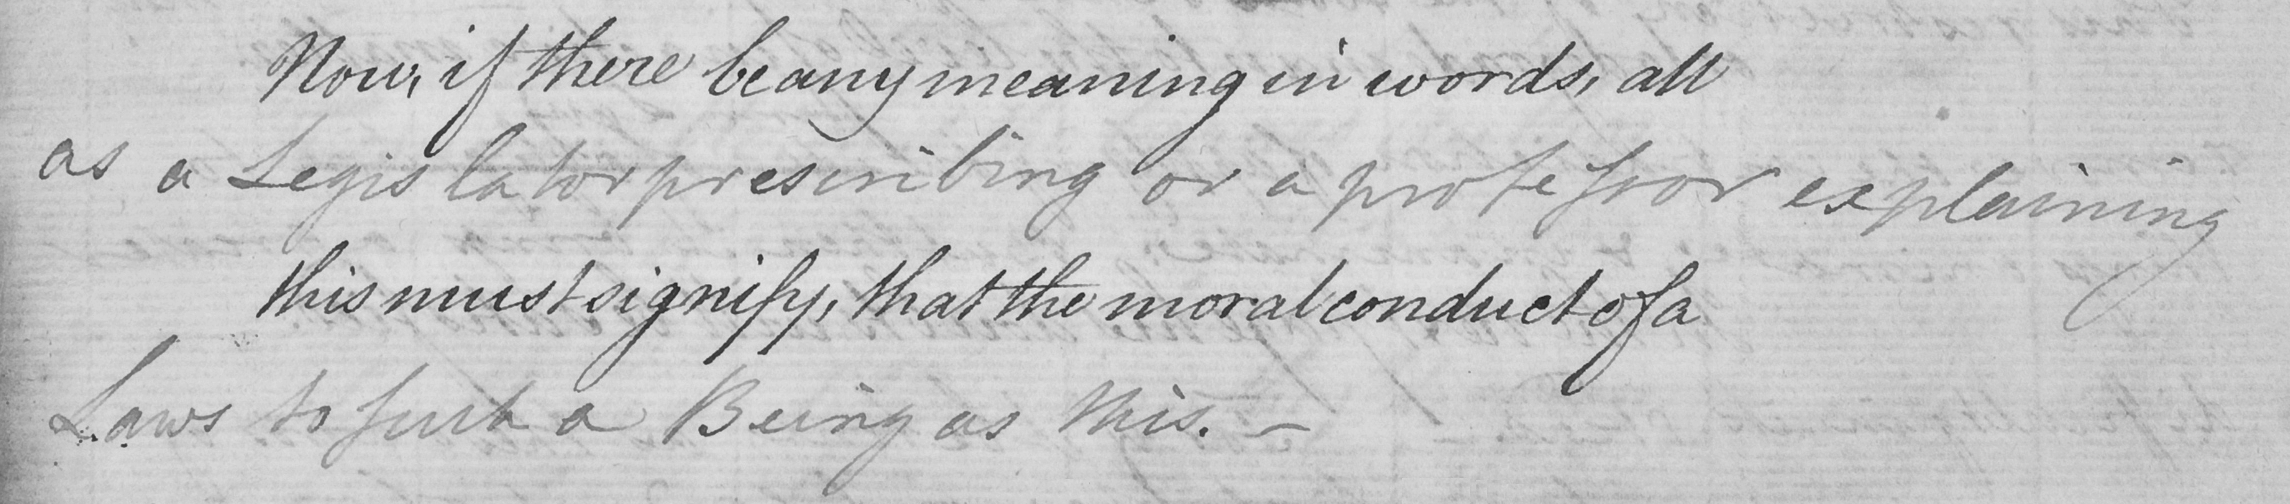 Now, if there be any meaning in words, all
as a Legislator prescribing or a professor explaining
this must signify, that the moral conduct of a
Laws to such a Being as this. —